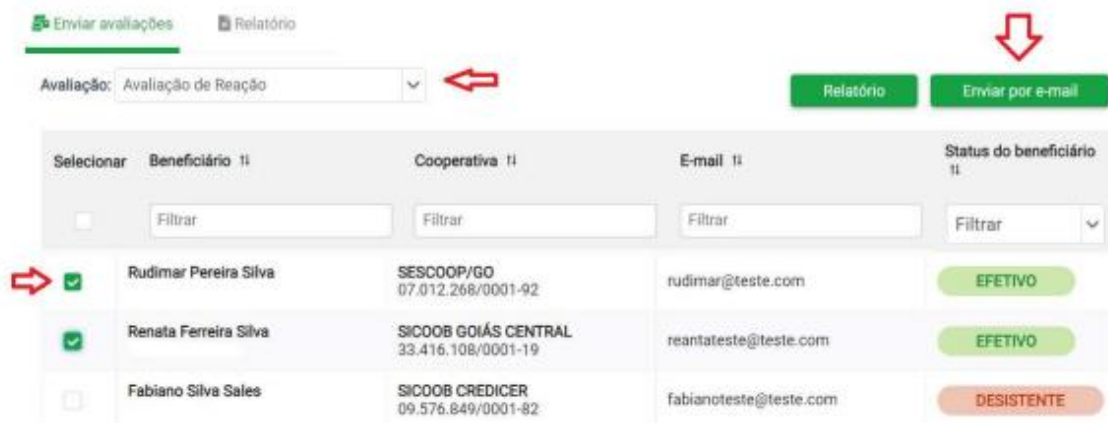 Enviar avaliações Relatório
Avaliação: Avaliação de Reação
Relatório Enviar por e-mail
Selecionar Beneficiário Cooperativa E-mail Status do beneficiário
Filtrar Filtrar Filtrar Filtrar
Rudimar Pereira Silva SESCOOP/GO rudimar@teste.com EFETIVO
07.012.268/0001-92
Renata Ferreira Silva SICOOB GOIÁS CENTRAL reantateste@teste.com EFETIVO
33.416.108/0001-19
Fabiano Silva Sales SICOOB CREDICER fabianoteste@teste.com DESISTENTE
09.576.849/0001-82